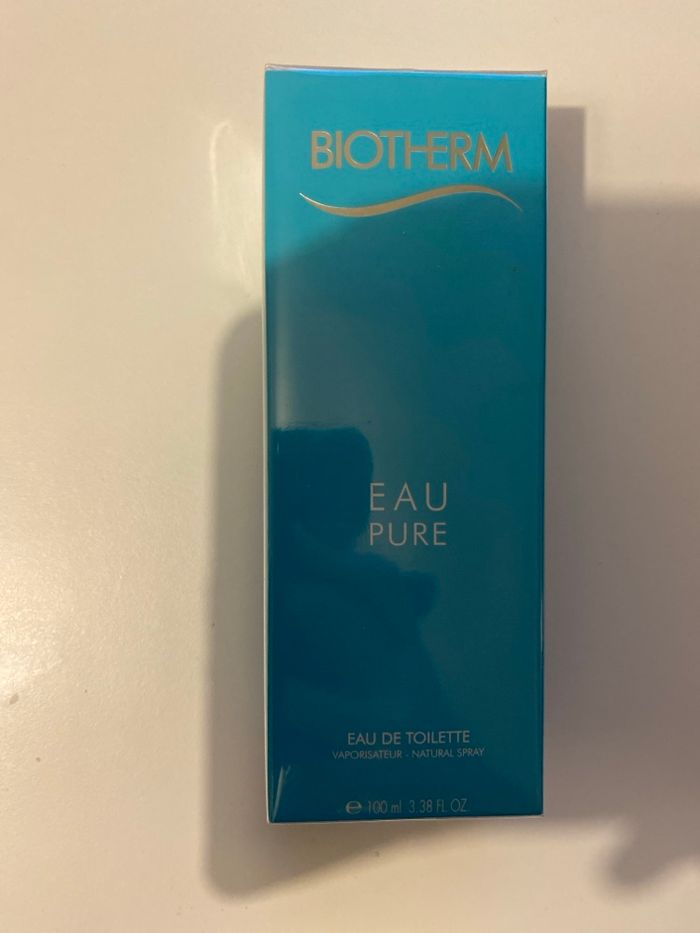 BIOTHERM
EAU
PURE
EAU DE TOILETTE
VAPORISATEUR - NATURAL SPRAY
℮ 100 ml 3.38 FL. OZ.